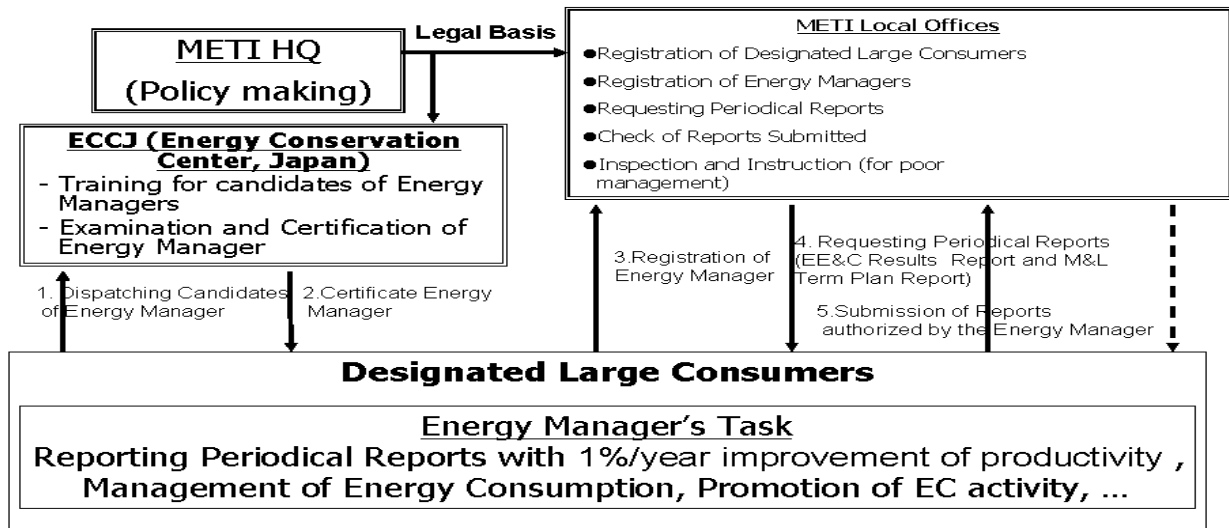 METI HQ
(Policy making)
Legal Basis
METI Local Offices
●Registration of Designated Large Consumers
●Registration of Energy Managers
●Requesting Periodical Reports
●Check of Reports Submitted
●Inspection and Instruction (for poor
management)
ECCJ (Energy Conservation
Center, Japan)
- Training for candidates of Energy
Managers
- Examination and Certification of
Energy Manager
1. Dispatching Candidates
of Energy Manager
2.Certificate Energy
Manager
3.Registration of
Energy Manager
4. Requesting Periodical Reports
(EE&C Results Report and M&L
Term Plan Report)
5.Submission of Reports
authorized by the Energy Manager
Designated Large Consumers
Energy Manager's Task
Reporting Periodical Reports with 1%/year improvement of productivity ,
Management of Energy Consumption, Promotion of EC activity, ...